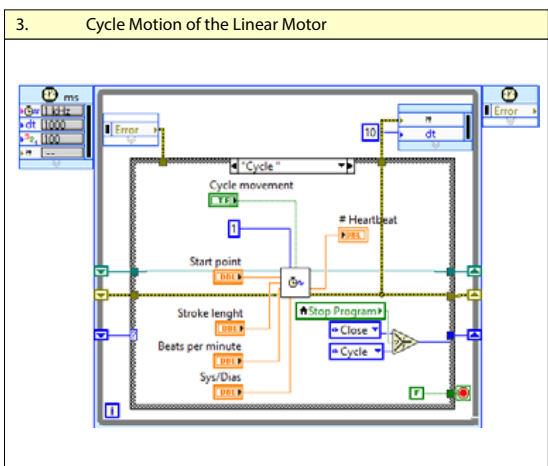 3. Cycle Motion of the Linear Motor
ms
1 kHz
dt 1000
100
--
Error
Error
10
dt
"Cycle "
Cycle movement
TF
1
# Heartbeat
DBL
Start point
DBL
Stroke lenght
DBL
Stop Program
Close
Cycle
Beats per minute
DBL
Sys/Dias
DBL
F
i